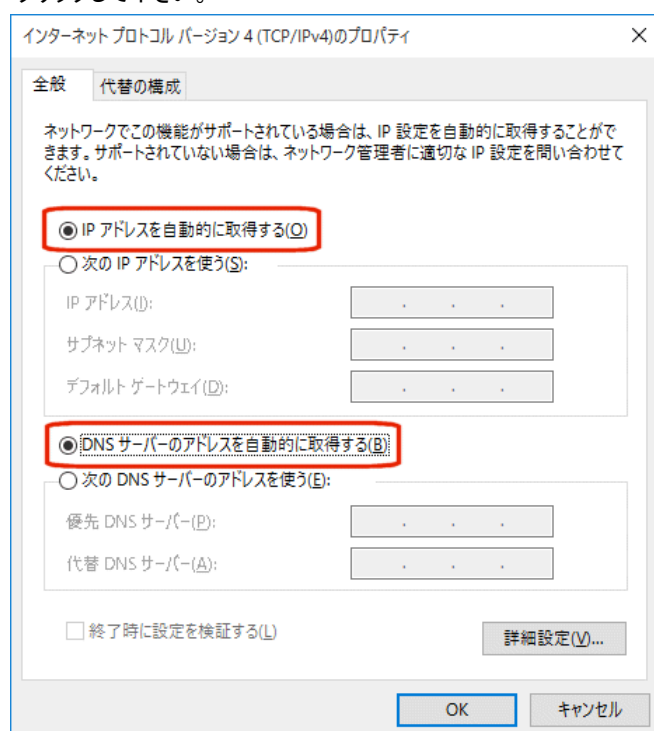 クリックして下さい。
インターネット プロトコル バージョン 4 (TCP/IPv4)のプロパティ
全般
代替の構成
ネットワークでこの機能がサポートされている場合は、IP 設定を自動的に取得することがで
きます。サポートされていない場合は、ネットワーク管理者に適切な IP 設定を問い合わせて
ください。
IP アドレスを自動的に取得する(O)
次の IP アドレスを使う(S):
IP アドレス(I):
サブネット マスク(U):
デフォルト ゲートウェイ(D):
DNS サーバーのアドレスを自動的に取得する(B)
次の DNS サーバーのアドレスを使う(E):
優先 DNS サーバー(P):
代替 DNS サーバー(A):
終了時に設定を検証する(L)
詳細設定(V)...
OK
キャンセル